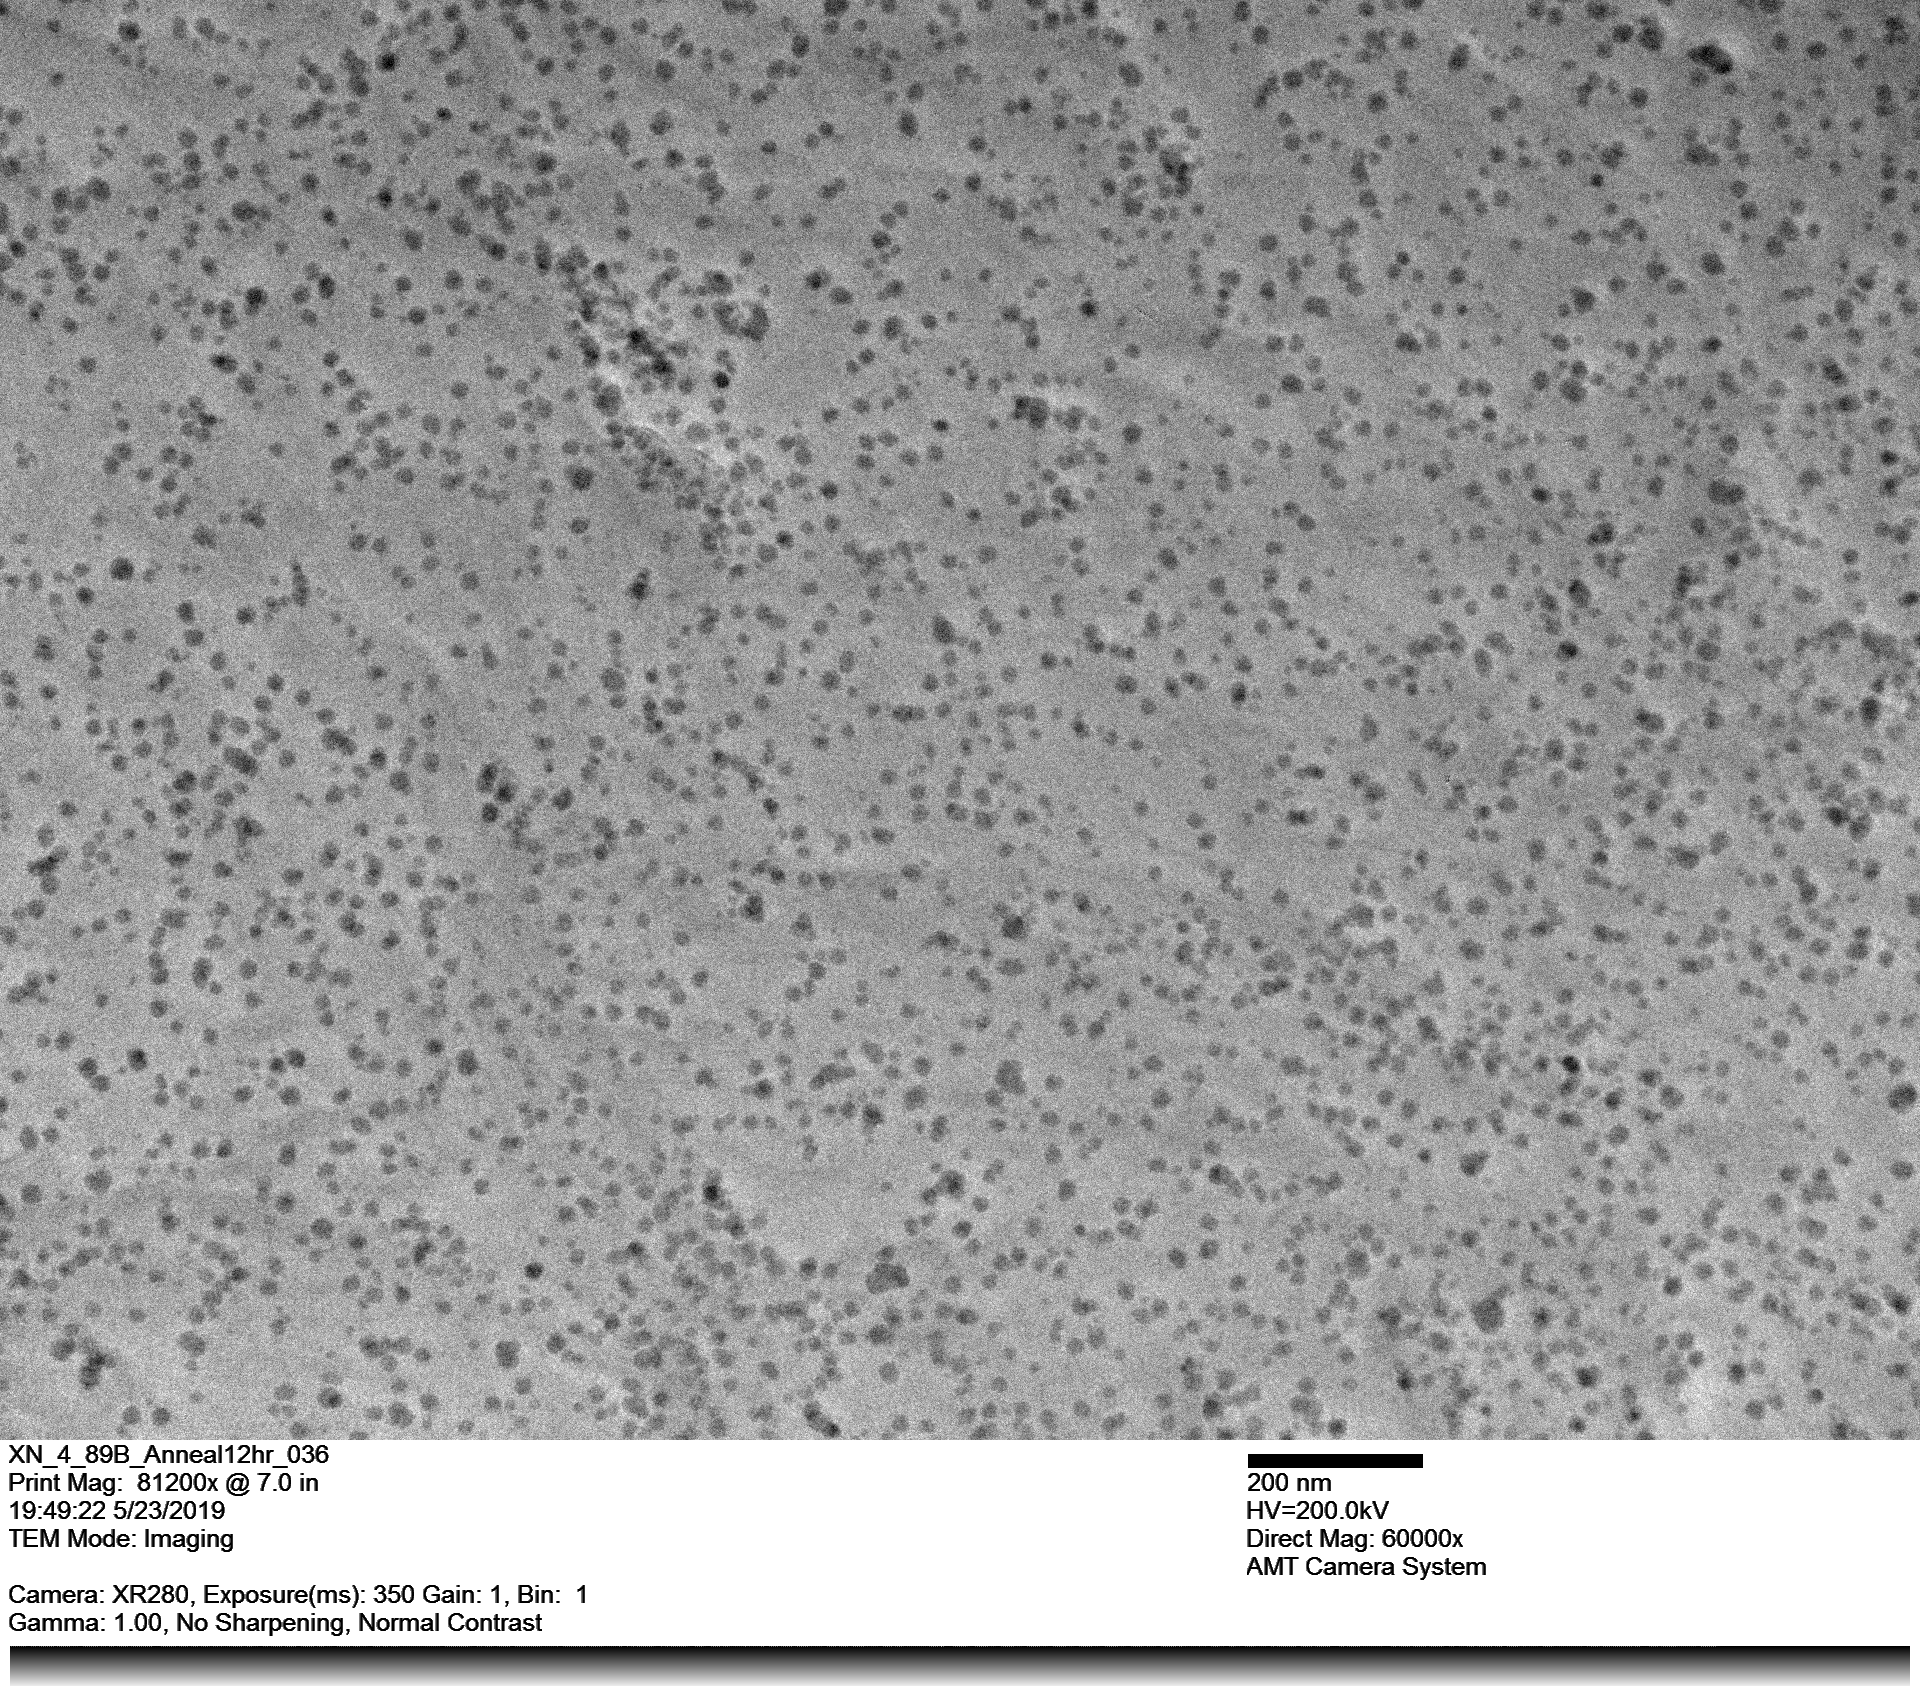 XN_4_89B_Anneal12hr_036
Print Mag:  81200x @ 7.0 in
19:49:22 5/23/2019
TEM Mode: Imaging
Camera: XR280, Exposure(ms): 350 Gain: 1, Bin:  1
Gamma: 1.00, No Sharpening, Normal Contrast
200 nm
HV=200.0kV
Direct Mag: 60000x
AMT Camera System